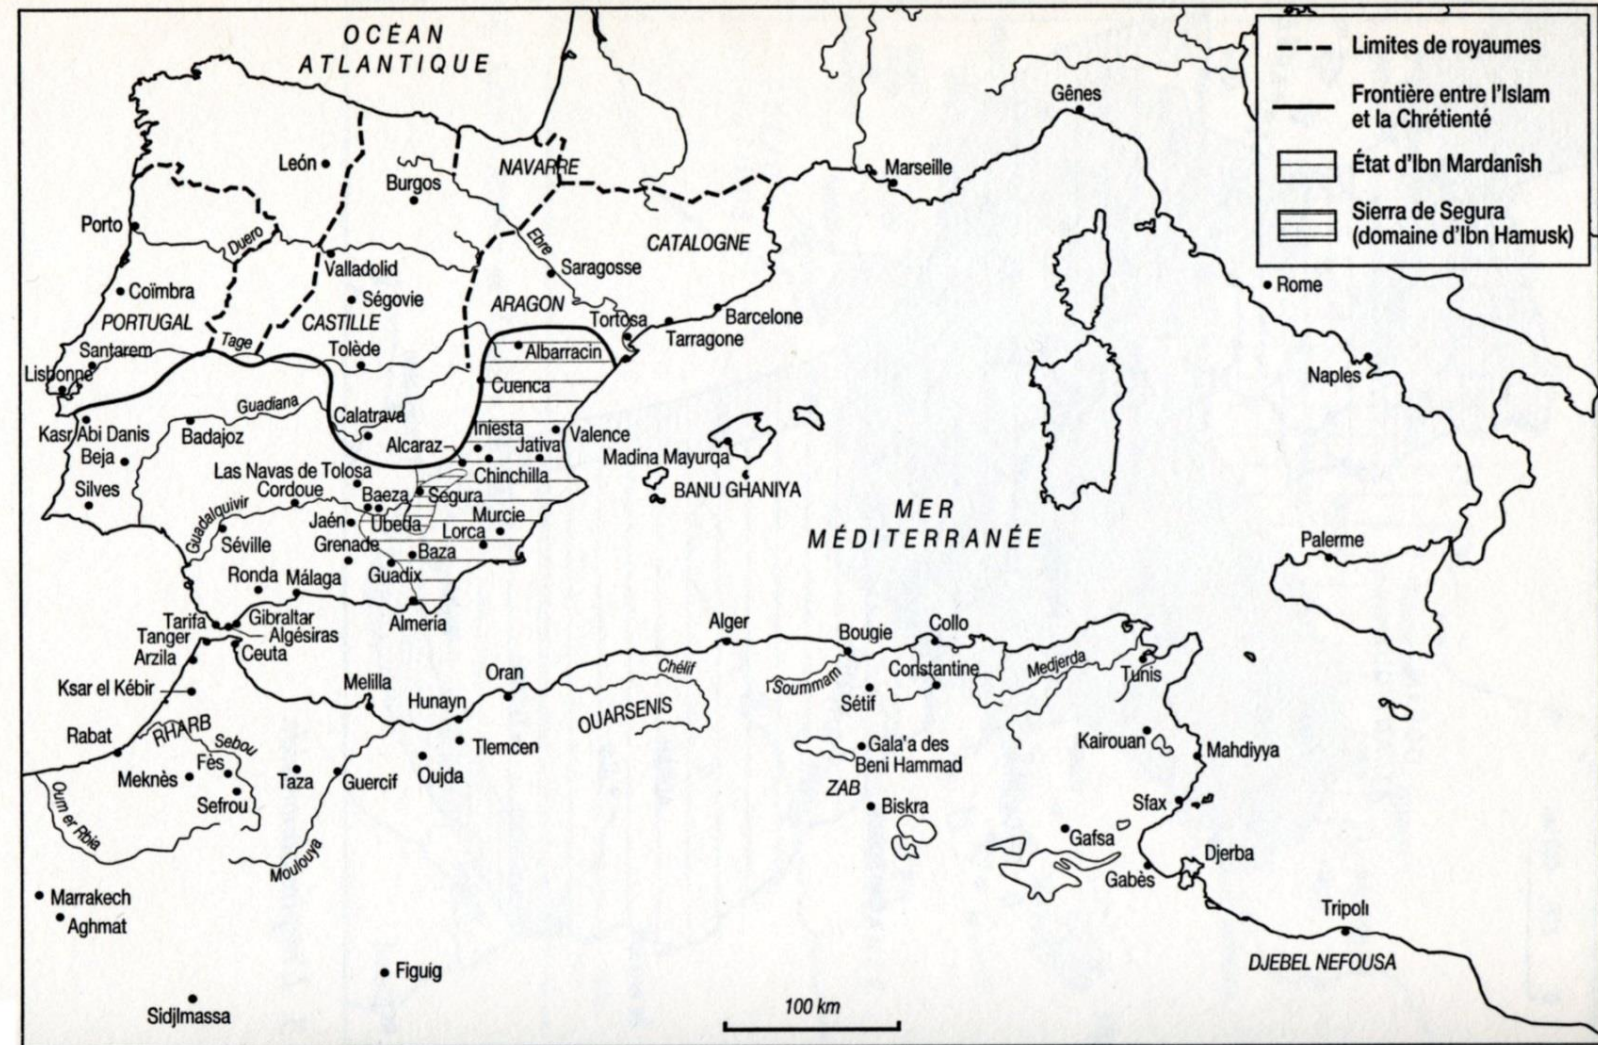 OCÉAN
ATLANTIQUE
Limites de royaumes
Frontière entre l'Islam
et la Chrétienté
État d'Ibn Mardanîsh
Sierra de Segura
(domaine d'Ibn Hamusk)
Gênes
León
Burgos
NAVARRE
Marseille
Porto
Duero
Ebre
CATALOGNE
Valladolid
Saragosse
Rome
Coïmbra
Ségovie
ARAGON
PORTUGAL
CASTILLE
Tortosa
Barcelone
Tarragone
Santarem
Tage
Tolède
Albarracin
Lisbonne
Cuenca
Naples
Guadiana
Calatrava
Kasr Abi Danis
Badajoz
Alcaraz
Iniesta
Jativa
Valence
Beja
Madina Mayurqa
Las Navas de Tolosa
Chinchilla
Silves
Cordoue
Baeza
Ségura
BANU GHANIYA
Guadalquivir
Jaén
Ubeda
Murcie
MER
MÉDITERRANÉE
Séville
Grenade
Lorca
Baza
Palerme
Ronda
Málaga
Guadix
Tarifa
Gibraltar
Almería
Tanger
Algésiras
Alger
Bougie
Collo
Arzila
Ceuta
Constantine
Medjerda
Tunis
Ksar el Kébir
Melilla
Hunayn
Oran
Chélif
Soummam
Sétif
OUARSENIS
Rabat
RHARB
Sebou
Tlemcen
Kairouan
Mahdiyya
Gala'a des
Beni Hammad
Meknès
Fès
Taza
Guercif
Oujda
ZAB
Sefrou
Biskra
Sfax
Oum er Rbia
Moulouya
Gafsa
Djerba
Gabès
Marrakech
Aghmat
Tripoli
Figuig
DJEBEL NEFOUSA
Sidjlmassa
100 km